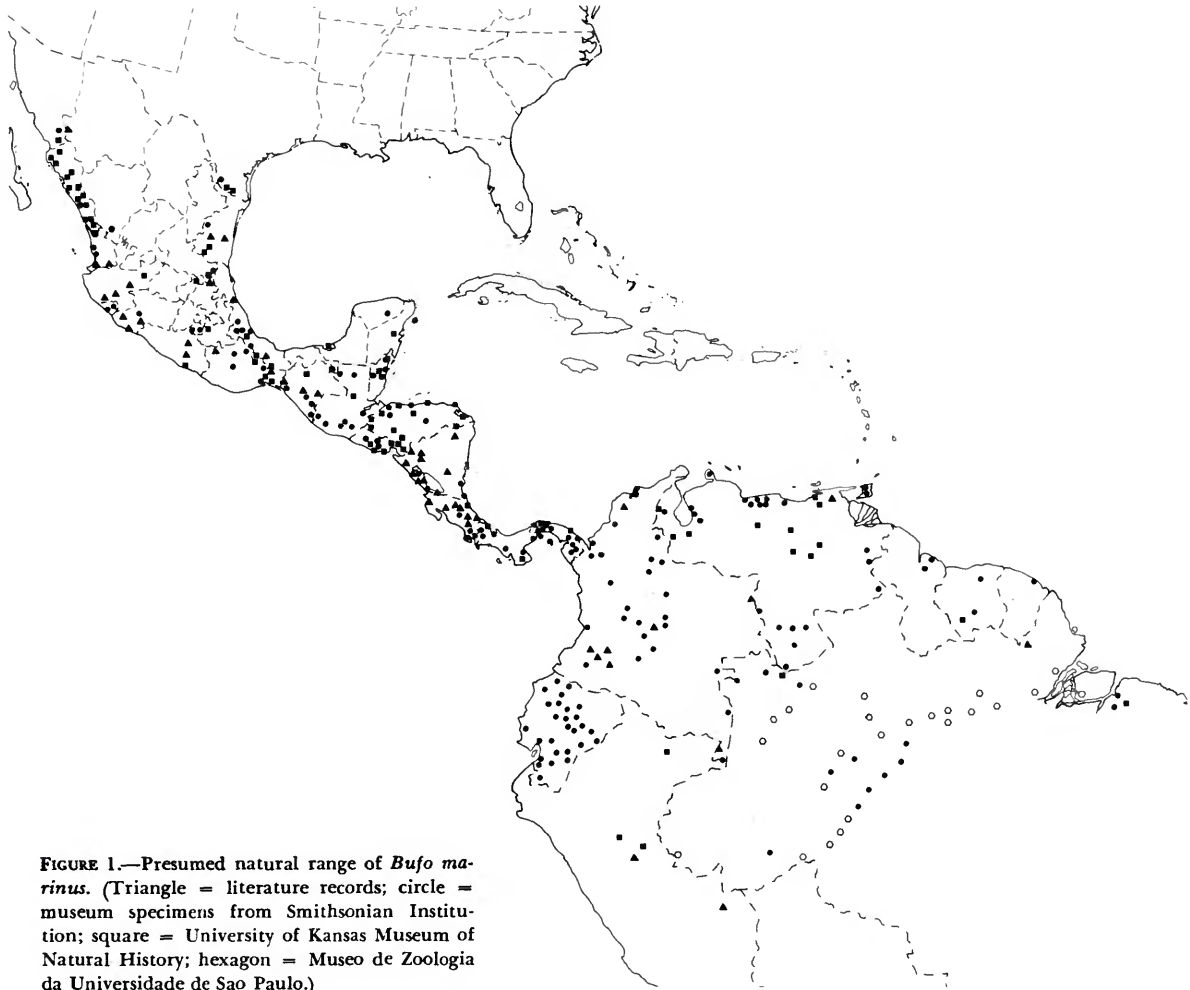 FIGURE 1.—Presumed natural range of Bufo ma-
rinus. (Triangle = literature records; circle =
museum specimens from Smithsonian Institu-
tion; square = University of Kansas Museum of
Natural History; hexagon = Museo de Zoologia
da Universidade de Sao Paulo.)